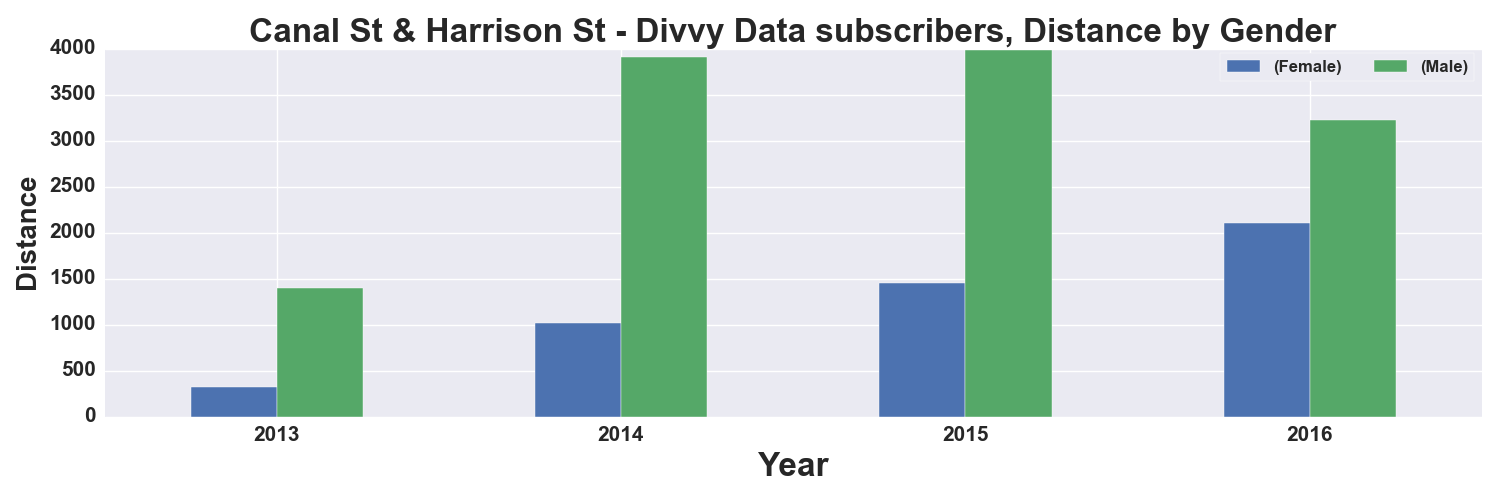 Canal St & Harrison St - Divvy Data subscribers, Distance by Gender
(Female) (Male)
4000
3500
3000
2500
2000
1500
1000
500
0
Distance
2013 2014 2015 2016
Year